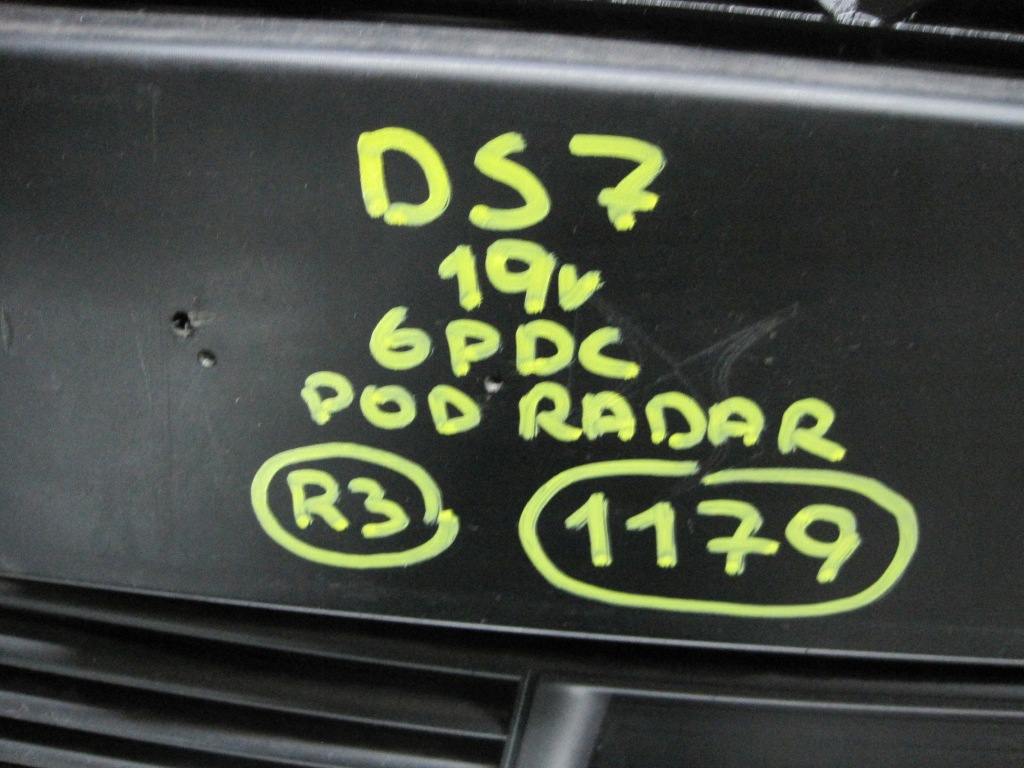 DS7
19v
6PDC
POD RADAR
R3 1179